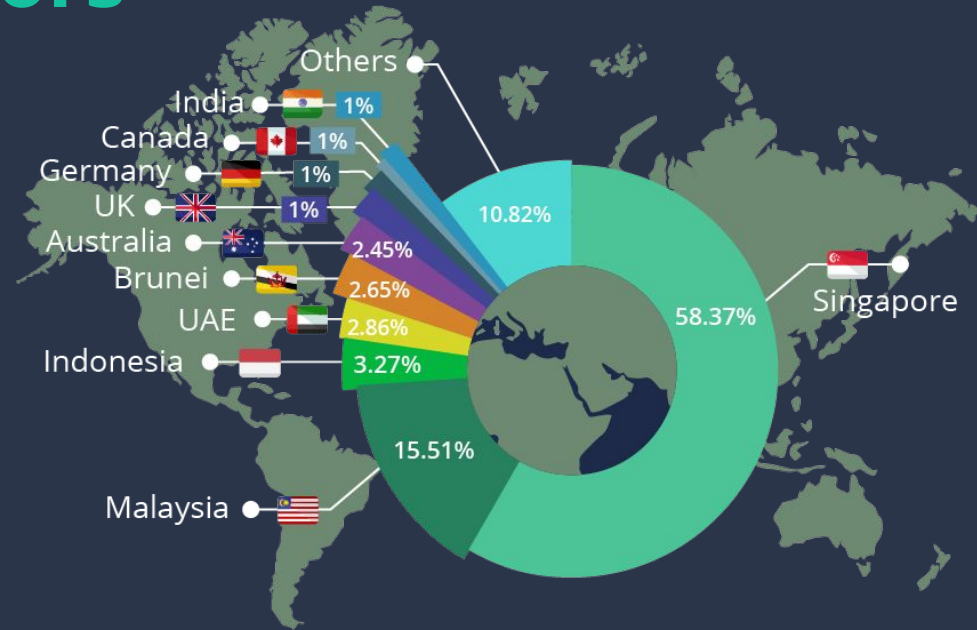 Others
India
1%
Canada
1%
Germany
1%
UK
1%
Australia
2.45%
Brunei
2.65%
UAE
2.86%
Indonesia
3.27%
Malaysia
15.51%
10.82%
58.37%
Singapore